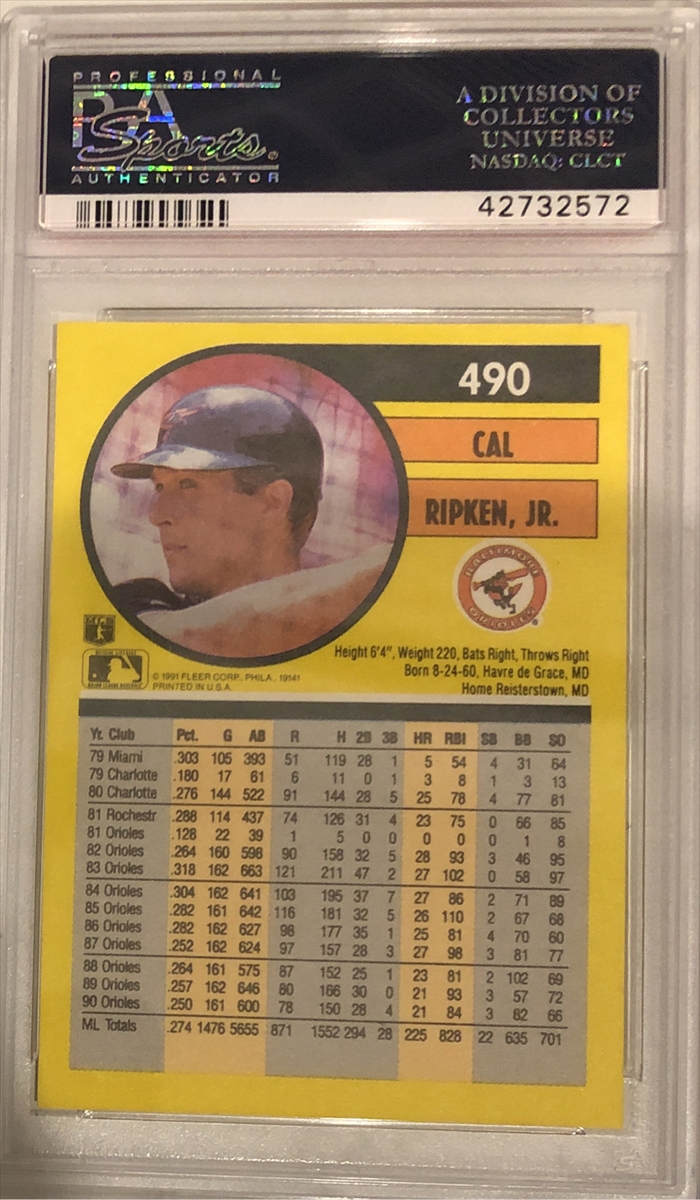 PROFESSIONAL
PSA
Sports
AUTHENTICATOR
A DIVISION OF
COLLECTORS
UNIVERSE
NASDAQ: CLCT
42732572
490
CAL
RIPKEN, JR.
BALTIMORE
ORIOLES
Height 6'4", Weight 220, Bats Right, Throws Right
Born 8-24-60, Havre de Grace, MD
Home Reisterstown, MD
© 1991 FLEER CORP., PHILA., 19141
PRINTED IN U.S.A.
Yr. Club Pct. G AB R H 2B 3B HR RBI SB BB SO
79 Miami .303 105 393 51 119 28 1 5 54 4 31 64
79 Charlotte .180 17 61 6 11 0 1 3 8 1 3 13
80 Charlotte .276 144 522 91 144 28 5 25 78 4 77 81
81 Rochestr .288 114 437 74 126 31 4 23 75 0 66 85
81 Orioles .128 22 39 1 5 0 0 0 0 0 1 8
82 Orioles .264 160 598 90 158 32 5 28 93 3 46 95
83 Orioles .318 162 663 121 211 47 2 27 102 0 58 97
84 Orioles .304 162 641 103 195 37 7 27 86 2 71 89
85 Orioles .282 161 642 116 181 32 5 26 110 2 67 68
86 Orioles .282 162 627 98 177 35 1 25 81 4 70 60
87 Orioles .252 162 624 97 157 28 3 27 98 3 81 77
88 Orioles .264 161 575 87 152 25 1 23 81 2 102 69
89 Orioles .257 162 646 80 166 30 0 21 93 3 57 72
90 Orioles .250 161 600 78 150 28 4 21 84 3 82 66
ML Totals .274 1476 5655 871 1552 294 28 225 828 22 635 701